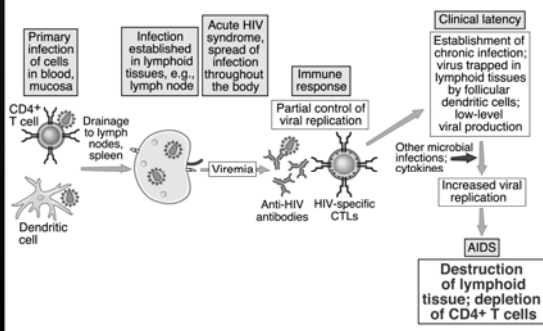 Primary
infection
of cells
in blood,
mucosa
CD4+
T cell
Dendritic
cell
Drainage
to lymph
nodes,
spleen
Infection
established
in lymphoid
tissues, e.g.,
lymph node
Acute HIV
syndrome,
spread of
infection
throughout
the body
Viremia
Immune
response
Partial control of
viral replication
Anti-HIV
antibodies
HIV-specific
CTLs
Clinical latency
Establishment of
chronic infection;
virus trapped in
lymphoid tissues
by follicular
dendritic cells;
low-level
viral production
Other microbial
infections;
cytokines
Increased viral
replication
AIDS
Destruction
of lymphoid
tissue; depletion
of CD4+ T cells